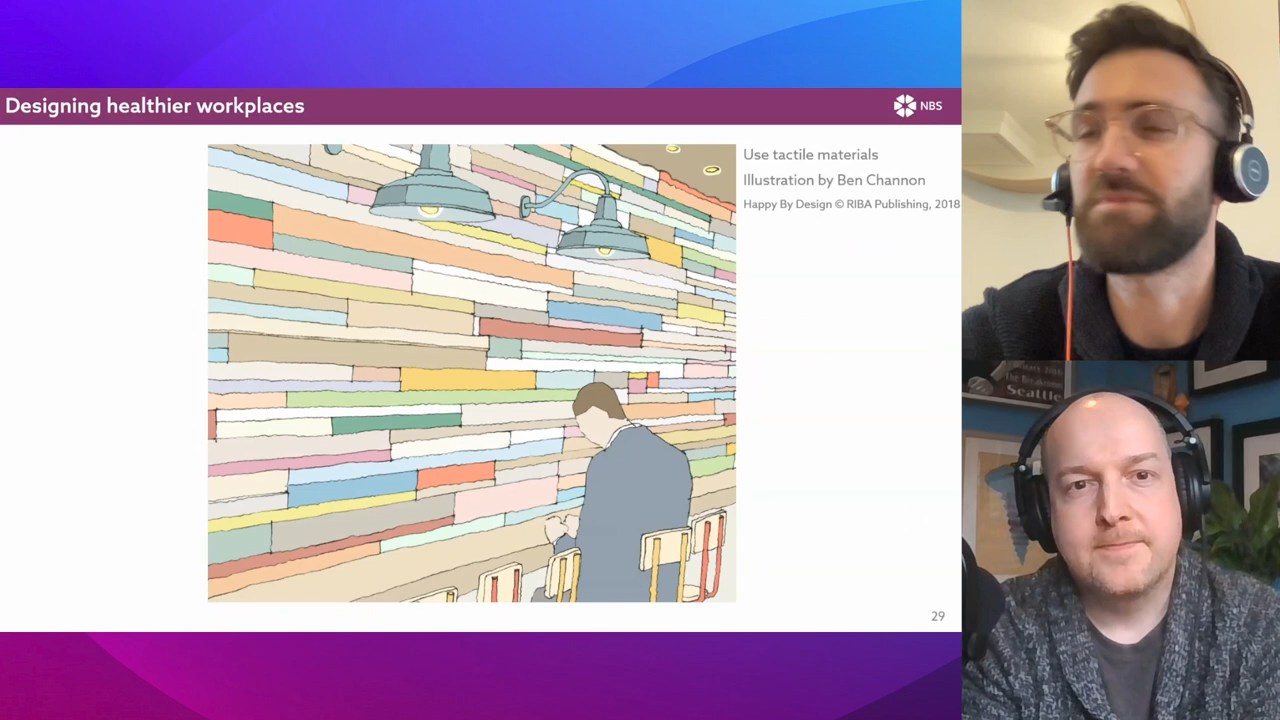 Designing healthier workplaces
NBS
Use tactile materials
Illustration by Ben Channon
Happy By Design © RIBA Publishing, 2018
29
Seattle